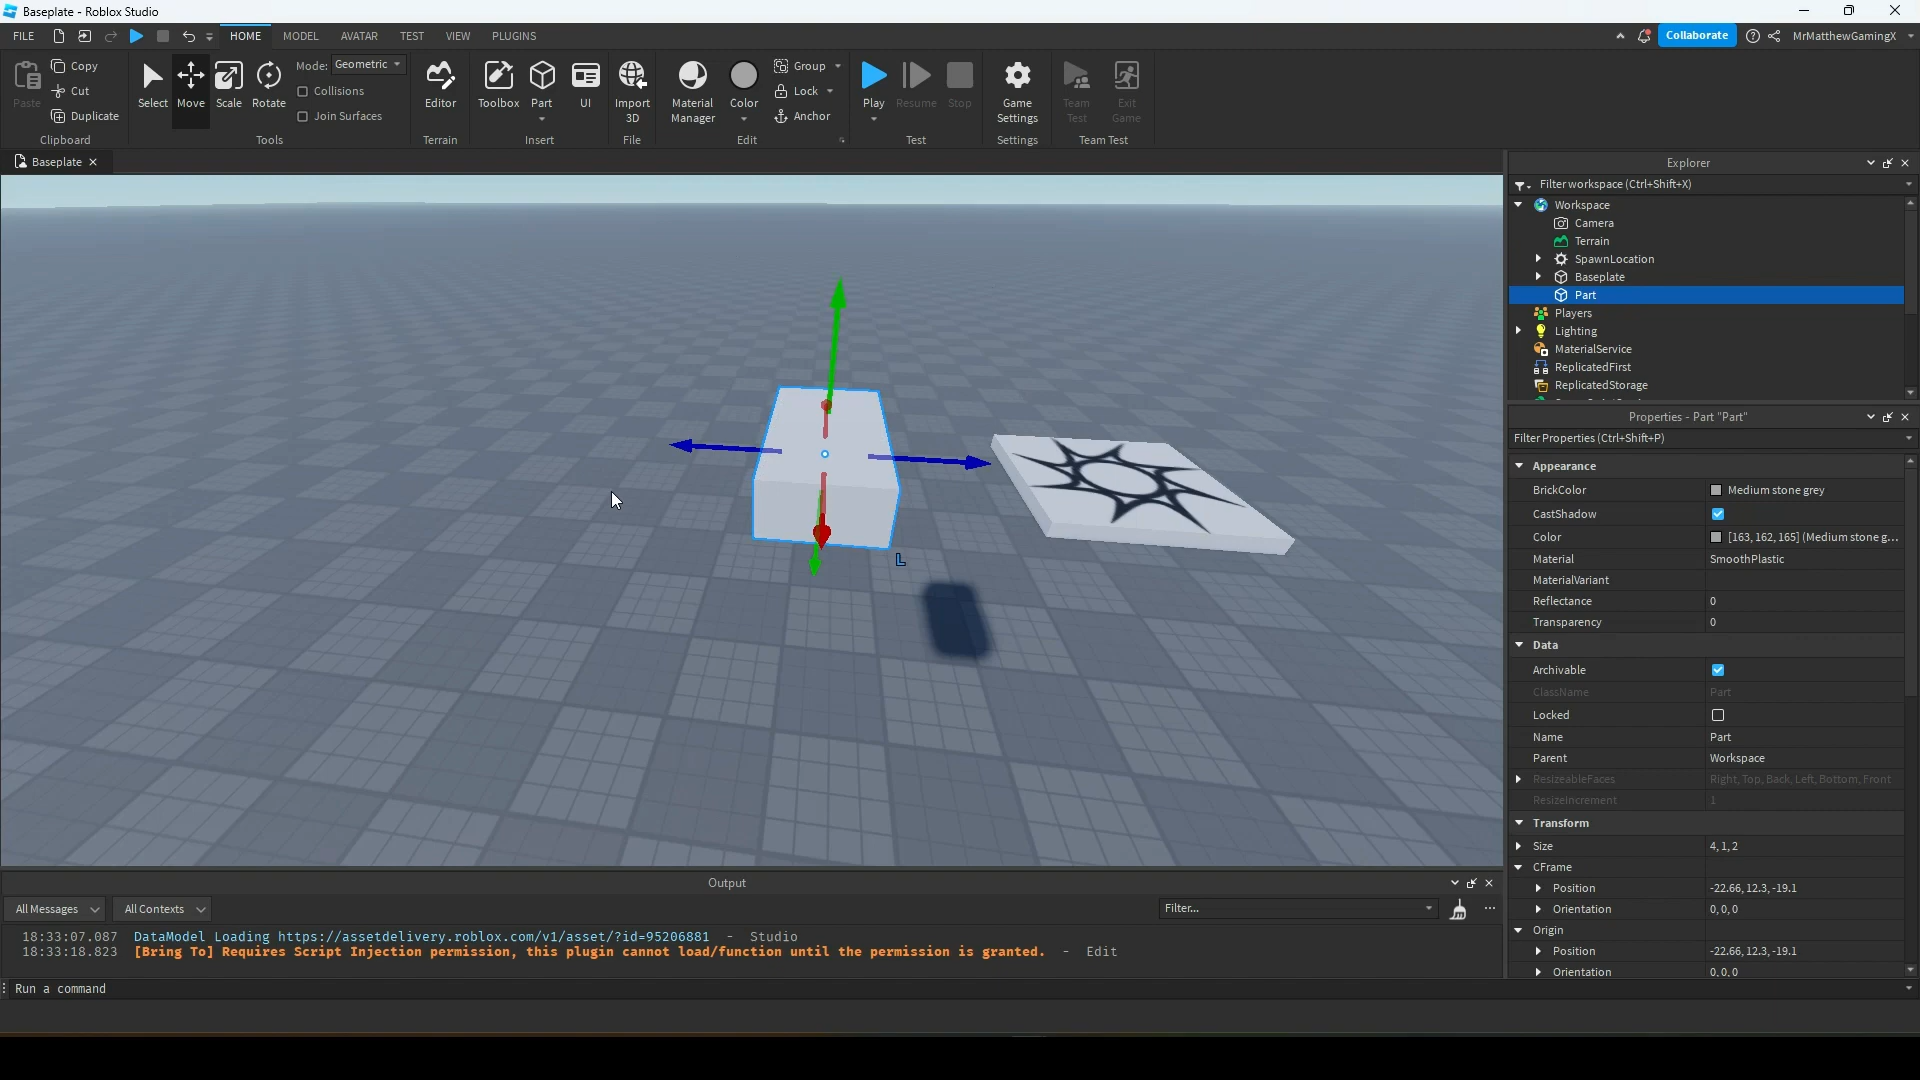 Baseplate - Roblox Studio
FILE HOME MODEL AVATAR TEST VIEW PLUGINS Collaborate MrMatthewGamingX
Paste Copy Cut Duplicate
Clipboard
Select Move Scale Rotate
Mode: Geometric
Collisions
Join Surfaces
Tools
Editor
Terrain
Toolbox Part UI
Insert
Import 3D
File
Material Manager Color
Group
Lock
Anchor
Edit
Play Resume Stop
Test
Game Settings
Settings
Team Test Exit Game
Team Test
Baseplate
L
Explorer
Filter workspace (Ctrl+Shift+X)
Workspace
Camera
Terrain
SpawnLocation
Baseplate
Part
Players
Lighting
MaterialService
ReplicatedFirst
ReplicatedStorage
Properties - Part "Part"
Filter Properties (Ctrl+Shift+P)
Appearance
BrickColor Medium stone grey
CastShadow
Color [163, 162, 165] (Medium stone g...
Material SmoothPlastic
MaterialVariant
Reflectance 0
Transparency 0
Data
Archivable
ClassName Part
Locked
Name Part
Parent Workspace
ResizeableFaces Right, Top, Back, Left, Bottom, Front
ResizeIncrement 1
Transform
Size 4, 1, 2
CFrame
Position -22.66, 12.3, -19.1
Orientation 0, 0, 0
Origin
Position -22.66, 12.3, -19.1
Orientation 0, 0, 0
Output
All Messages All Contexts Filter...
18:33:07.087 DataModel Loading https://assetdelivery.roblox.com/v1/asset/?id=95206881 - Studio
18:33:18.823 [Bring To] Requires Script Injection permission, this plugin cannot load/function until the permission is granted. - Edit
Run a command